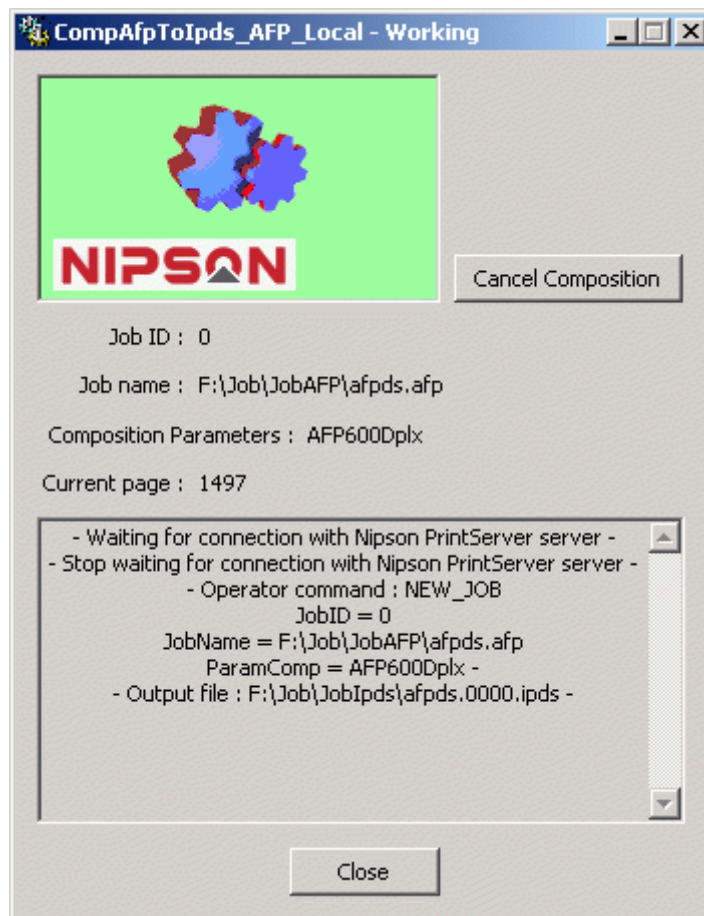 CompAfpToIpds_AFP_Local - Working
NIPSON
Cancel Composition
Job ID : 0
Job name : F:\Job\JobAFP\afpds.afp
Composition Parameters : AFP600Dplx
Current page : 1497
- Waiting for connection with Nipson PrintServer server -
- Stop waiting for connection with Nipson PrintServer server -
- Operator command : NEW_JOB
JobID = 0
JobName = F:\Job\JobAFP\afpds.afp
ParamComp = AFP600Dplx -
- Output file : F:\Job\JobIpds\afpds.0000.ipds -
Close